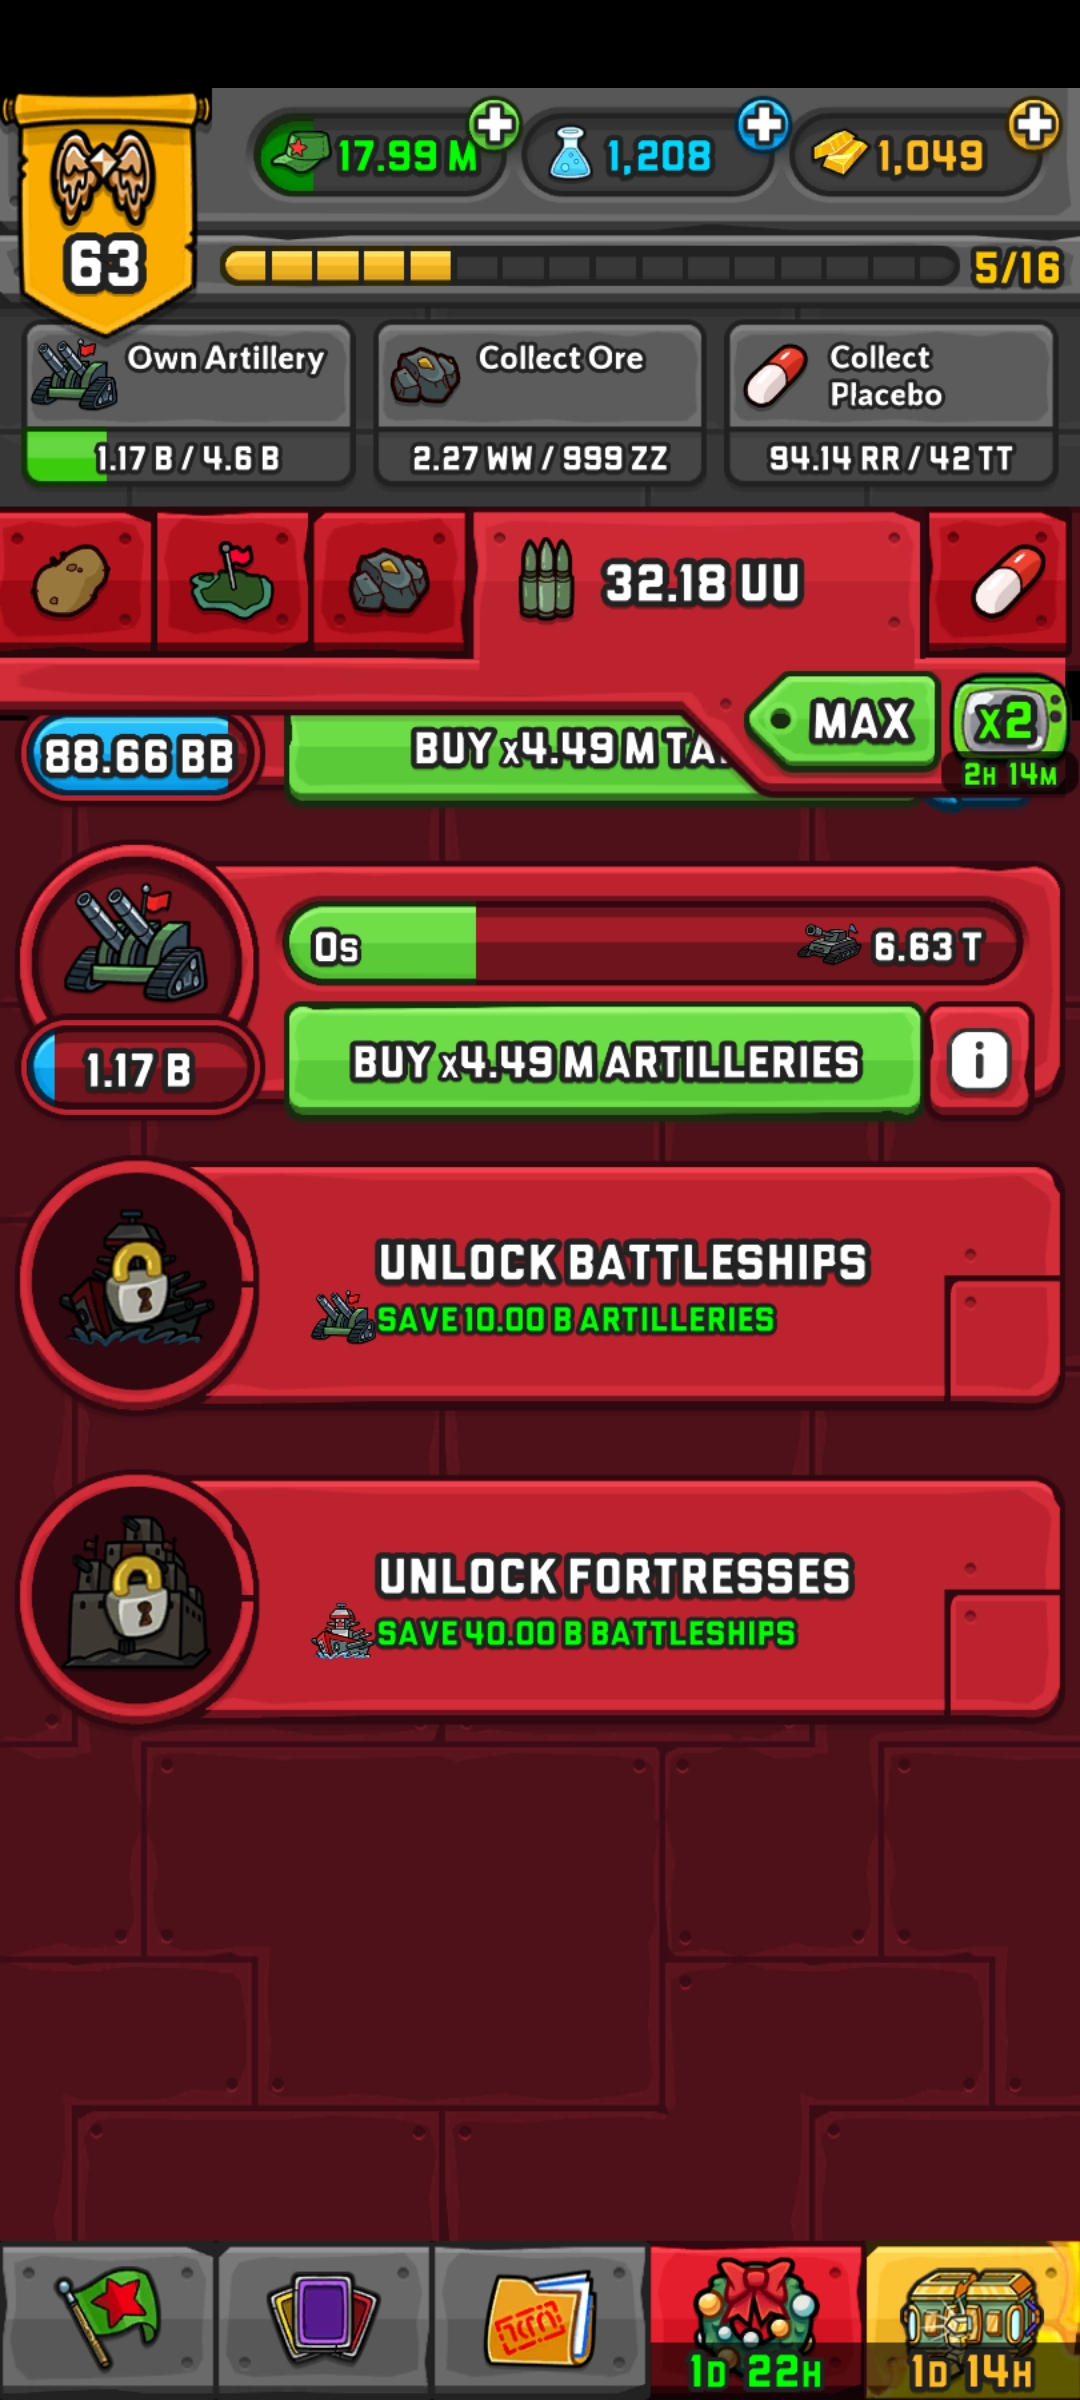 17.99 M
1,208
1,049
63
5/16
Own Artillery
1.17 B / 4.6 B
Collect Ore
2.27 WW / 999 ZZ
Collect
Placebo
94.14 RR / 42 TT
32.18 UU
MAX
x2
2H 14M
88.66 BB
BUY x4.49 M TA
0s
6.63 T
1.17 B
BUY x4.49 M ARTILLERIES
i
UNLOCK BATTLESHIPS
SAVE 10.00 B ARTILLERIES
UNLOCK FORTRESSES
SAVE 40.00 B BATTLESHIPS
1D 22H
1D 14H